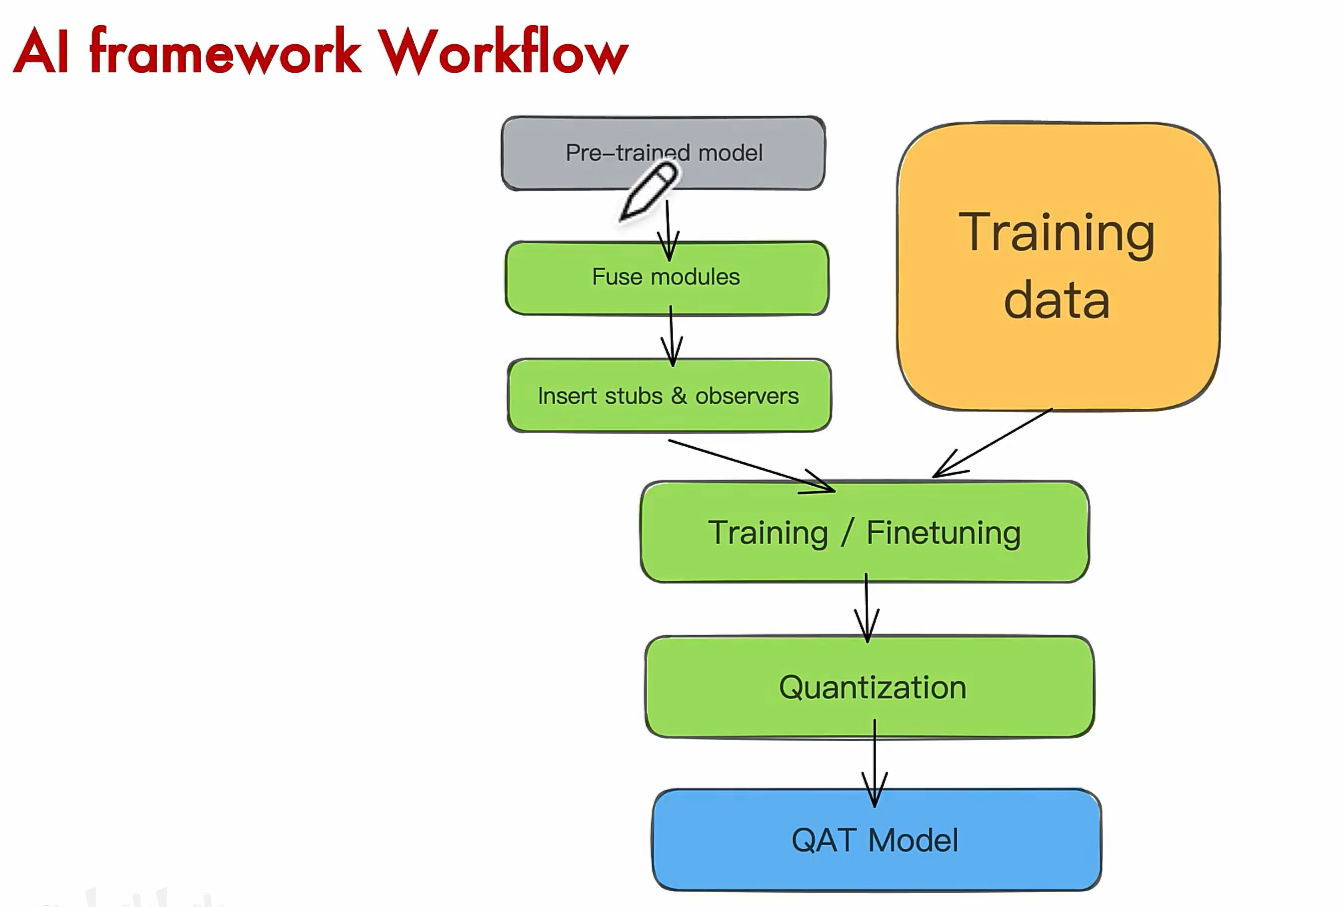 AI framework Workflow
Pre-trained model
Fuse modules
Insert stubs & observers
Training
data
Training / Finetuning
Quantization
QAT Model